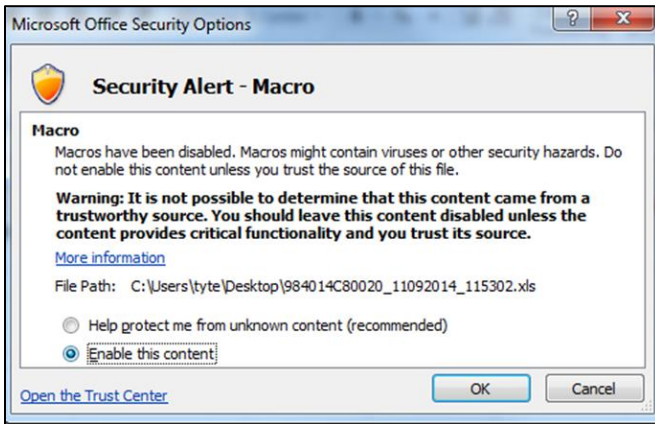 Microsoft Office Security Options
Security Alert - Macro
Macro
Macros have been disabled. Macros might contain viruses or other security hazards. Do
not enable this content unless you trust the source of this file.
Warning: It is not possible to determine that this content came from a
trustworthy source. You should leave this content disabled unless the
content provides critical functionality and you trust its source.
More information
File Path: C:\Users\tyte\Desktop\984014C80020_11092014_115302.xls
Help protect me from unknown content (recommended)
Enable this content
Open the Trust Center
OK
Cancel